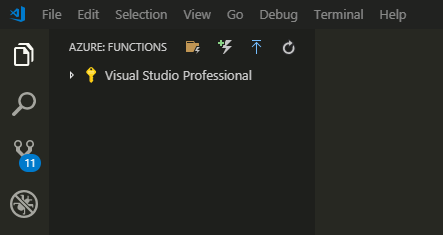 File Edit Selection View Go Debug Terminal Help
AZURE: FUNCTIONS
Visual Studio Professional
11